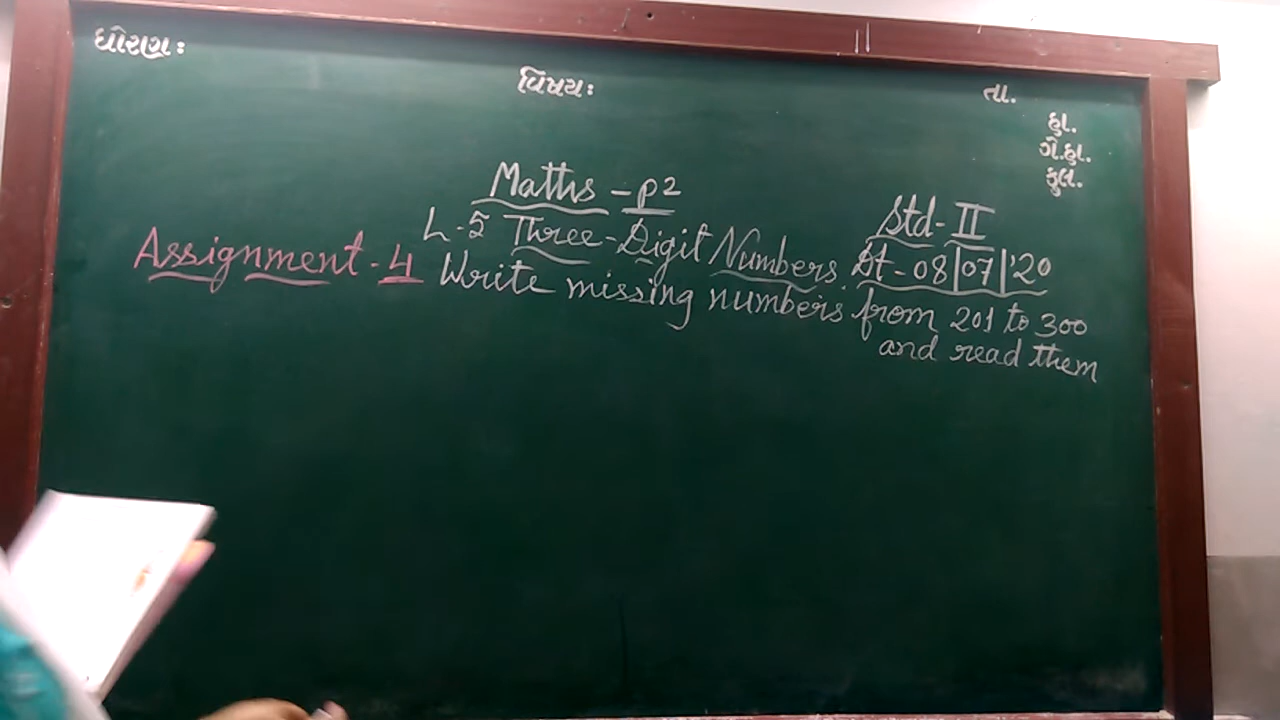 ધોરણ:
વિષય:
તા.
હા.
ગે.હા.
કુલ.
Maths - P2
Std - II
L-5 Three-Digit Numbers. Dt - 08|07|'20
Assignment - 4 Write missing numbers from 201 to 300
and read them